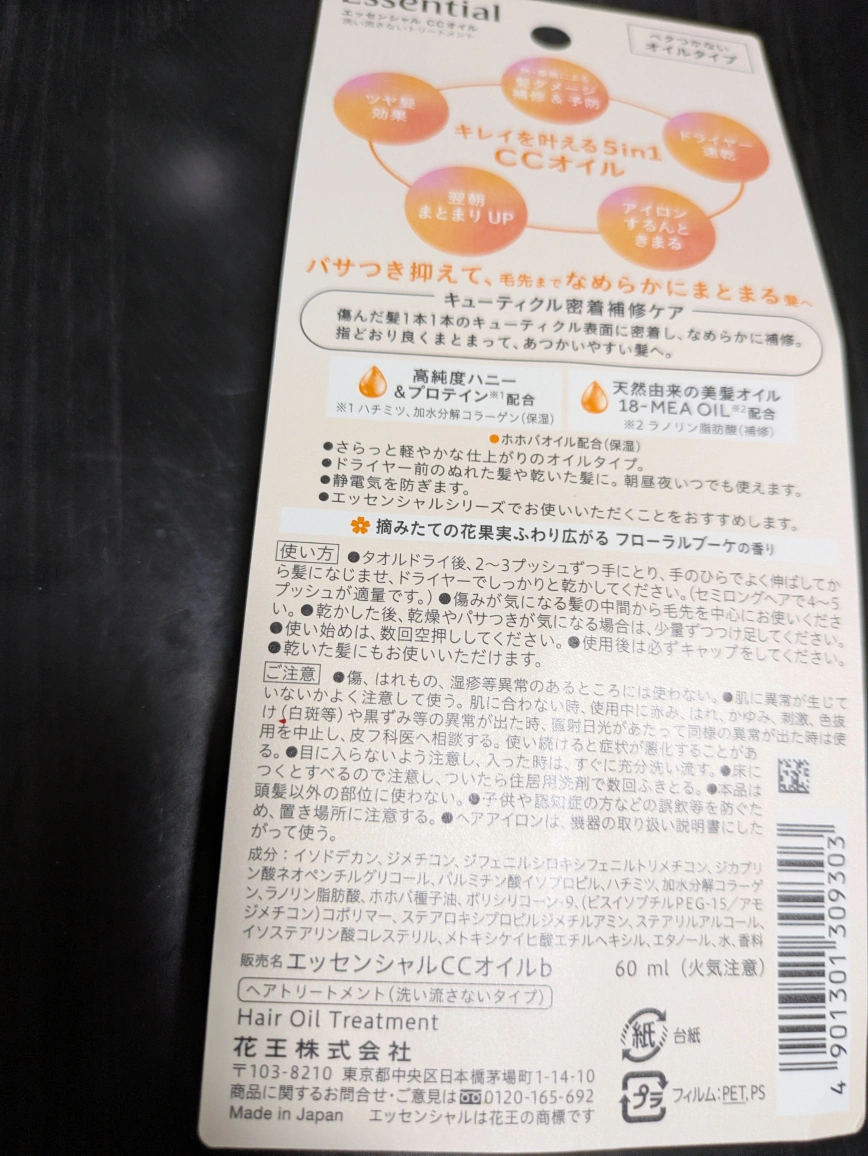 Essential
エッセンシャル CCオイル
洗い流さないトリートメント
ベタつかない
オイルタイプ
ツヤ髪
効果
髪ダメージ
補修＆予防
ドライヤー
速乾
キレイを叶える5in1
CCオイル
翌朝
まとまりUP
アイロン
するんと
きまる
パサつき抑えて、毛先までなめらかにまとまる髪へ
キューティクル密着補修ケア
傷んだ髪1本1本のキューティクル表面に密着し、なめらかに補修。
指どおり良くまとまって、あつかいやすい髪へ。
高純度ハニー
＆プロテイン※1配合
※1 ハチミツ、加水分解コラーゲン(保湿)
天然由来の美髪オイル
18-MEA OIL※2配合
※2 ラノリン脂肪酸(補修)
●ホホバオイル配合(保湿)
●さらっと軽やかな仕上がりのオイルタイプ。
●ドライヤー前のぬれた髪や乾いた髪に。朝昼夜いつでも使えます。
●静電気を防ぎます。
●エッセンシャルシリーズでお使いいただくことをおすすめします。
摘みたての花果実ふわり広がる フローラルブーケの香り
使い方 ●タオルドライ後、2〜3プッシュずつ手にとり、手のひらでよく伸ばしてか
ら髪になじませ、ドライヤーでしっかりと乾かしてください。(セミロングヘアで4〜5
プッシュが適量です。) ●傷みが気になる髪の中間から毛先を中心にお使いくださ
い。●乾かした後、乾燥やパサつきが気になる場合は、少量ずつつけ足してください。
●使い始めは、数回空押ししてください。●使用後は必ずキャップをしてください。
●乾いた髪にもお使いいただけます。
ご注意 ●傷、はれもの、湿疹等異常のあるところには使わない。●肌に異常が生じて
いないかよく注意して使う。肌に合わない時、使用中に赤み、はれ、かゆみ、刺激、色抜
け(白斑等)や黒ずみ等の異常が出た時、直射日光があたって同様の異常が出た時は使
用を中止し、皮フ科医へ相談する。使い続けると症状が悪化することがあ
る。●目に入らないよう注意し、入った時は、すぐに充分洗い流す。●床に
つくとすべるので注意し、ついたら住居用洗剤で数回ふきとる。●本品は
頭髪以外の部位に使わない。●子供や認知症の方などの誤飲等を防ぐた
め、置き場所に注意する。●ヘアアイロンは、機器の取り扱い説明書にした
がって使う。
成分：イソドデカン、ジメチコン、ジフェニルシロキシフェニルトリメチコン、ジカプリ
ン酸ネオペンチルグリコール、パルミチン酸イソプロピル、ハチミツ、加水分解コラーゲ
ン、ラノリン脂肪酸、ホホバ種子油、ポリシリコーン-9、(ビスイソブチルPEG-15／アモ
ジメチコン)コポリマー、ステアロキシプロピルジメチルアミン、ステアリルアルコール、
イソステアリン酸コレステリル、メトキシケイヒ酸エチルヘキシル、エタノール、水、香料
販売名 エッセンシャルCCオイルb 60 ml (火気注意)
ヘアトリートメント(洗い流さないタイプ)
Hair Oil Treatment
花王株式会社
〒103-8210 東京都中央区日本橋茅場町1-14-10
商品に関するお問合せ・ご意見は 0120-165-692
Made in Japan エッセンシャルは花王の商標です
紙 台紙
プラ フィルム:PET,PS
4 901301 309303